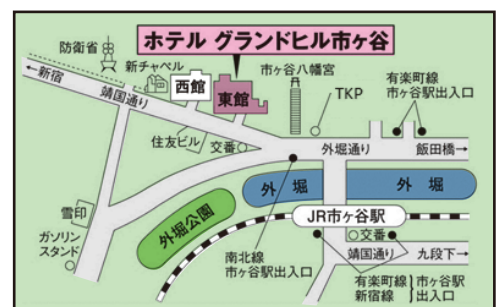 ホテル グランドヒル市ヶ谷
防衛省
←新宿
新チャペル
西館
東館
市ヶ谷八幡宮
TKP
有楽町線
市ヶ谷駅出入口
靖国通り
住友ビル
交番
外堀通り
飯田橋→
外 堀
外 堀
雪印
ガソリン
スタンド
外堀公園
南北線
市ヶ谷駅出入口
JR市ヶ谷駅
交番
靖国通り
九段下→
有楽町線
新宿線
市ヶ谷駅
出入口